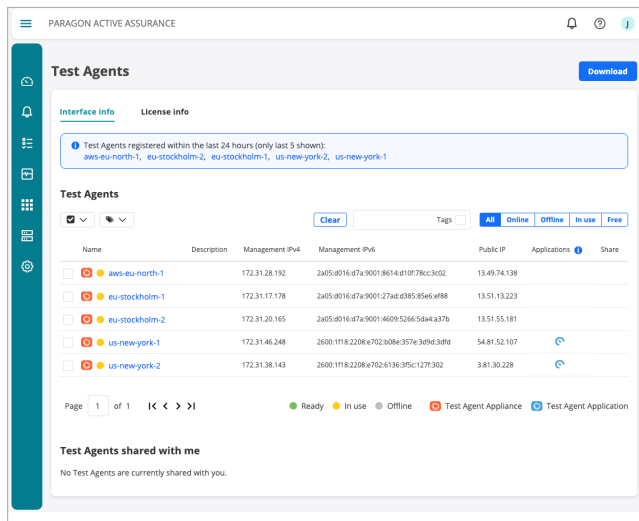 PARAGON ACTIVE ASSURANCE
J
Test Agents
Download
Interface info License info
Test Agents registered within the last 24 hours (only last 5 shown):
aws-eu-north-1, eu-stockholm-2, eu-stockholm-1, us-new-york-2, us-new-york-1
Test Agents
Clear Tags All Online Offline In use Free
Name Description Management IPv4 Management IPv6 Public IP Applications Share
aws-eu-north-1 172.31.28.192 2a05:d016:d7a:9001:8614:d10f:78cc:3c02 13.49.74.138
eu-stockholm-1 172.31.17.178 2a05:d016:d7a:9001:27ad:d385:85e6:ef88 13.51.13.223
eu-stockholm-2 172.31.20.165 2a05:d016:d7a:9001:4609:5266:5da4:a37b 13.51.55.181
us-new-york-1 172.31.46.248 2600:1f18:2208:e702:b08e:357e:3d9d:3dfd 54.81.52.107
us-new-york-2 172.31.38.143 2600:1f18:2208:e702:6136:3f5c:127f:302 3.81.30.228
Page 1 of 1 Ready In use Offline Test Agent Appliance Test Agent Application
Test Agents shared with me
No Test Agents are currently shared with you.